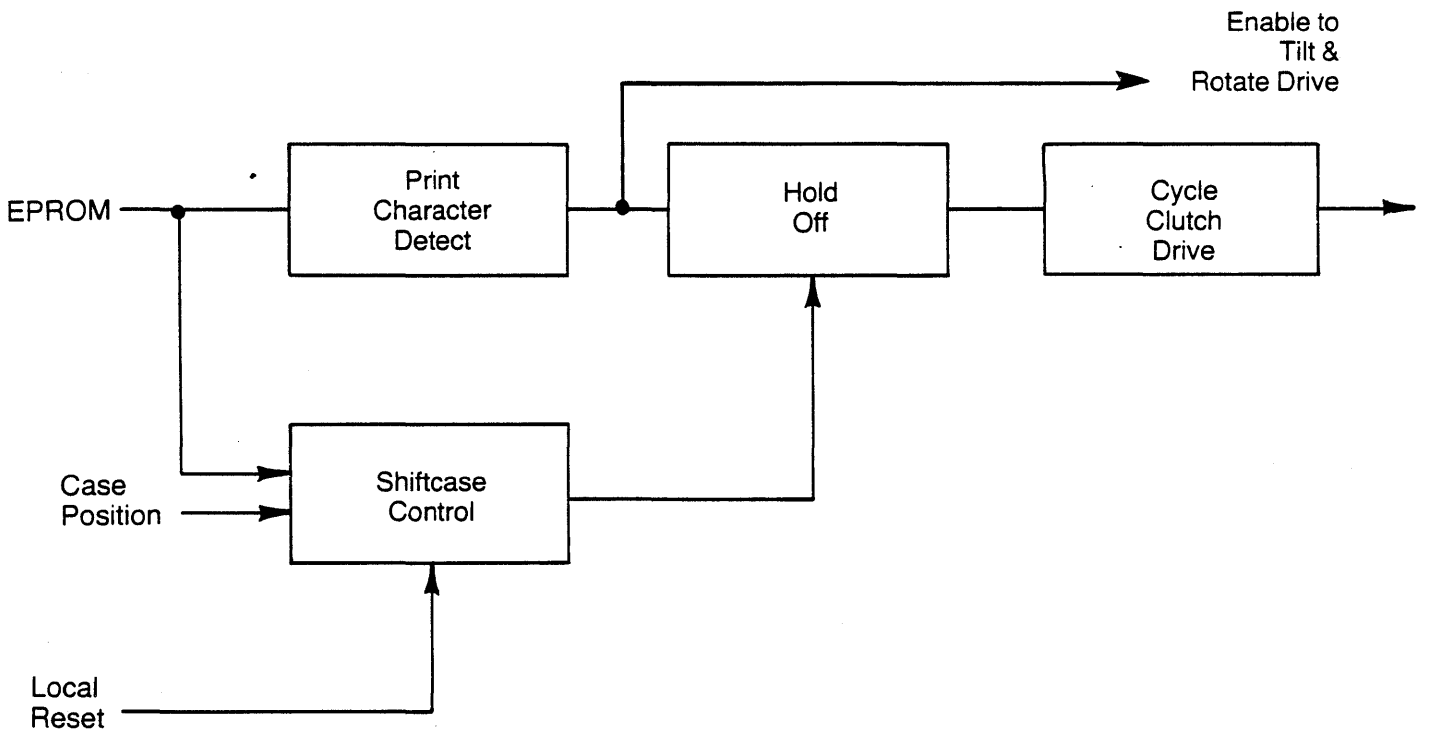 Enable to
Tilt &
Rotate Drive
EPROM
Print
Character
Detect
Hold
Off
Cycle
Clutch
Drive
Case
Position
Shiftcase
Control
Local
Reset